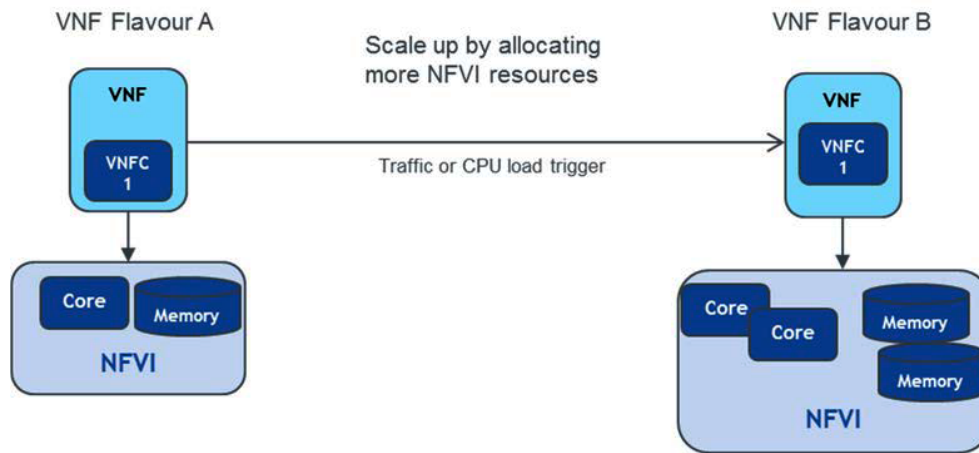 VNF Flavour A
VNF Flavour B
Scale up by allocating
more NFVI resources
VNF
VNFC
1
Traffic or CPU load trigger
VNF
VNFC
1
Core
Memory
NFVI
Core
Core
Memory
Memory
NFVI